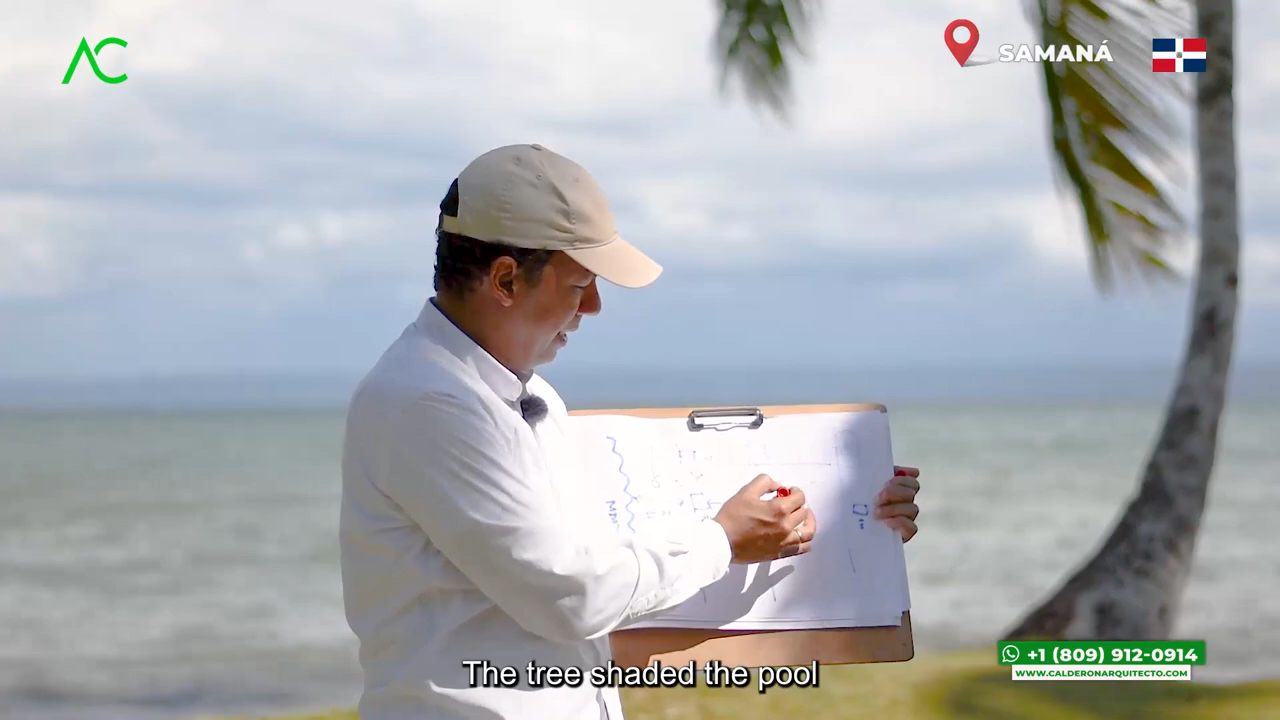 AC
SAMANÁ
The tree shaded the pool
+1 (809) 912-0914
WWW.CALDERONARQUITECTO.COM